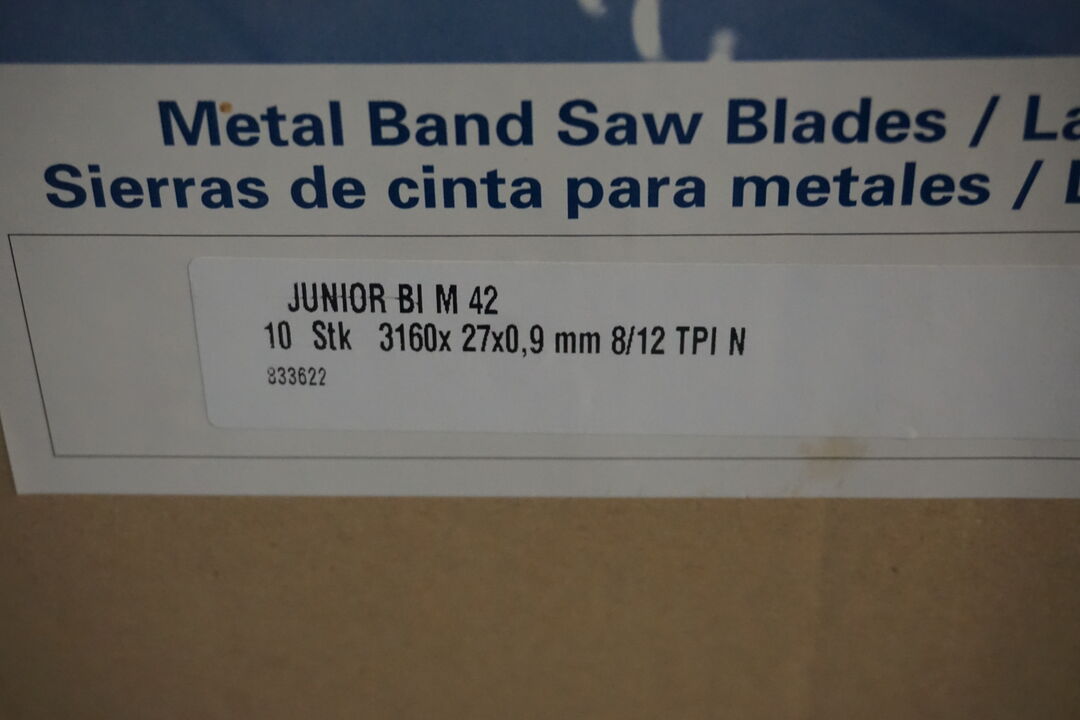 Metal Band Saw Blades /
Sierras de cinta para metales /
JUNIOR BI M 42
10 Stk 3160x 27x0,9 mm 8/12 TPI N
833622